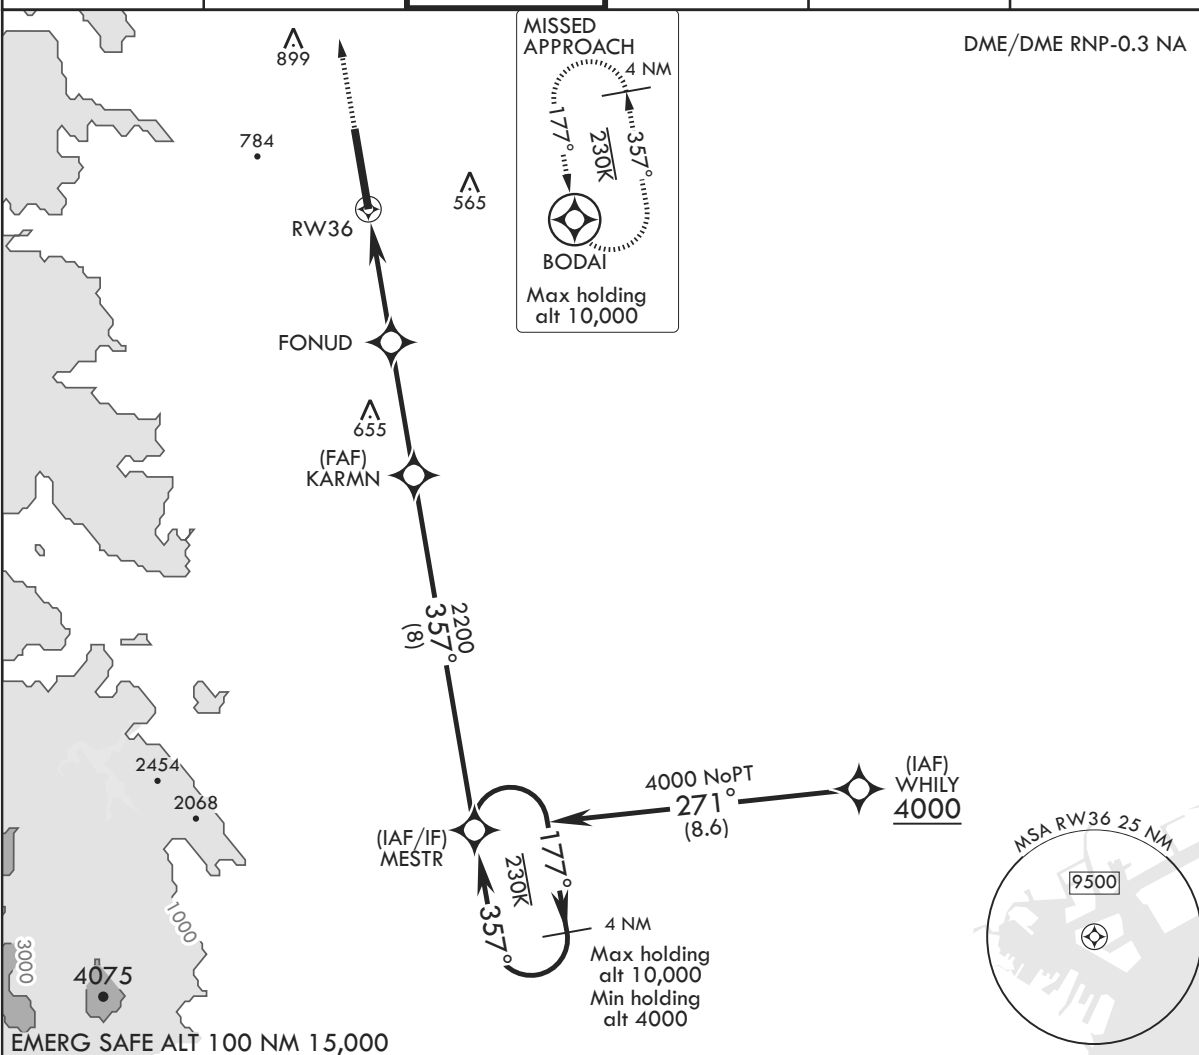 MISSED
APPROACH
4 NM
177°
230K
357°
BODAI
Max holding
alt 10,000
DME/DME RNP-0.3 NA
899
784
565
RW36
FONUD
655
(FAF)
KARMN
2200
357°
(8)
2454
2068
(IAF/IF)
MESTR
4000 NoPT
271°
(8.6)
(IAF)
WHILY
4000
177°
230K
357°
4 NM
Max holding
alt 10,000
Min holding
alt 4000
MSA RW36 25 NM
9500
1000
3000
4075
EMERG SAFE ALT 100 NM 15,000